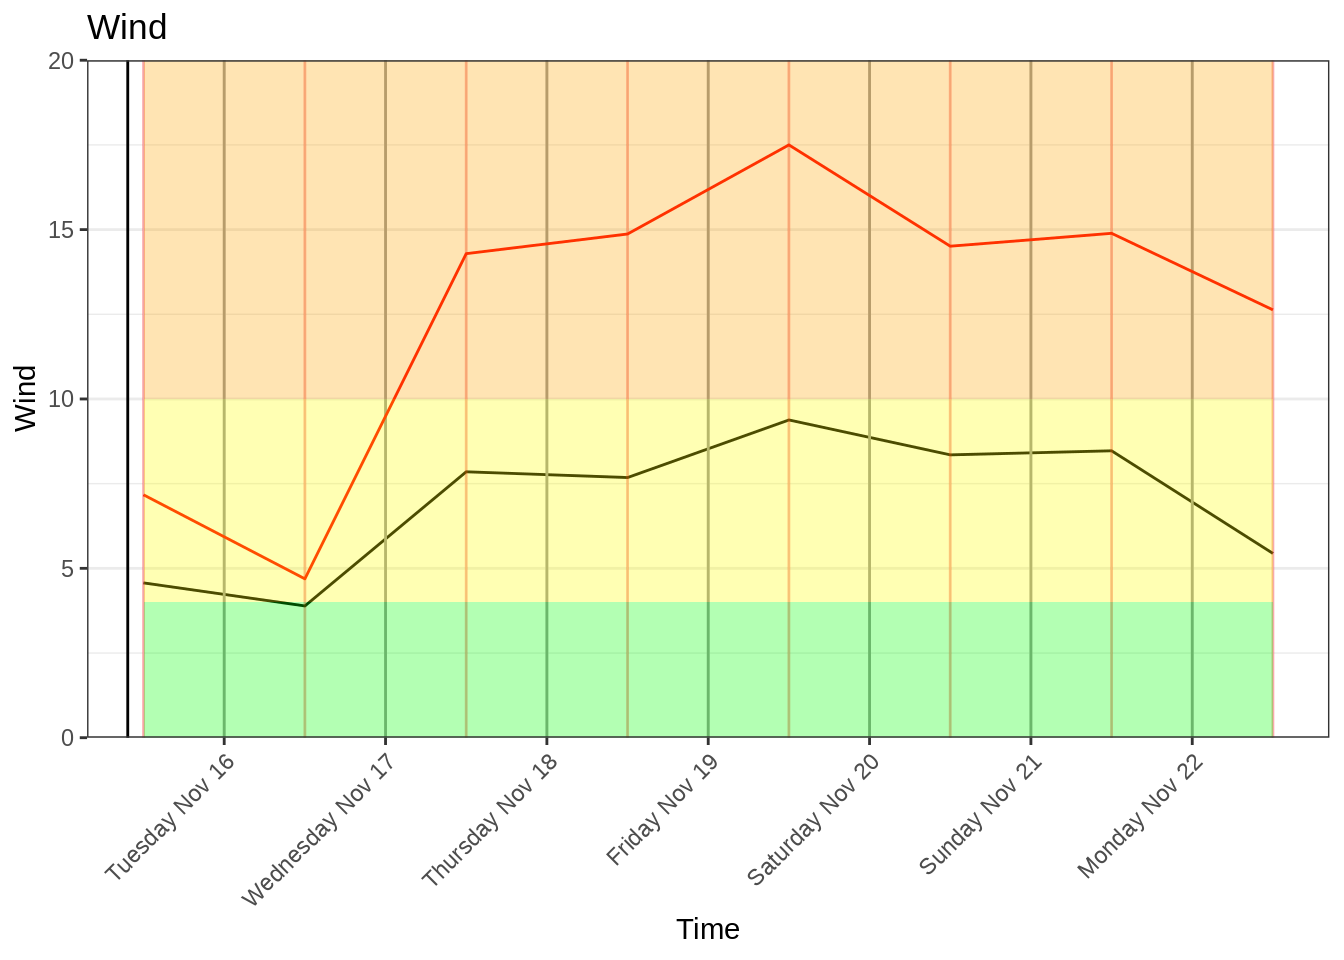 Wind
20
15
10
5
0
Wind
Tuesday Nov 16
Wednesday Nov 17
Thursday Nov 18
Friday Nov 19
Saturday Nov 20
Sunday Nov 21
Monday Nov 22
Time